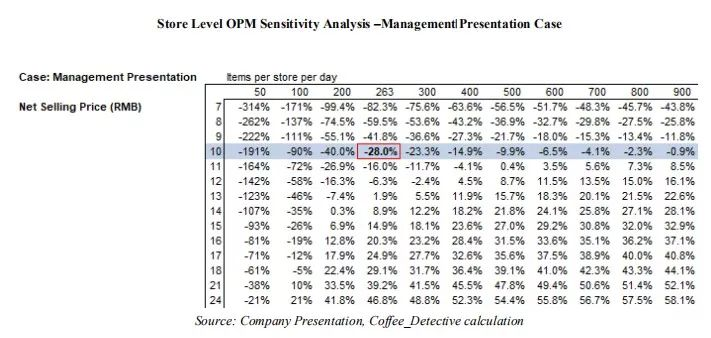 Store Level OPM Sensitivity Analysis –Management Presentation Case
Case: Management Presentation Items per store per day
50 100 200 263 300 400 500 600 700 800 900
Net Selling Price (RMB) 7 -314% -171% -99.4% -82.3% -75.6% -63.6% -56.5% -51.7% -48.3% -45.7% -43.8%
8 -262% -137% -74.5% -59.5% -53.6% -43.2% -36.9% -32.7% -29.8% -27.5% -25.8%
9 -222% -111% -55.1% -41.8% -36.6% -27.3% -21.7% -18.0% -15.3% -13.4% -11.8%
10 -191% -90% -40.0% -28.0% -23.3% -14.9% -9.9% -6.5% -4.1% -2.3% -0.9%
11 -164% -72% -26.9% -16.0% -11.7% -4.1% 0.4% 3.5% 5.6% 7.3% 8.5%
12 -142% -58% -16.3% -6.3% -2.4% 4.5% 8.7% 11.5% 13.5% 15.0% 16.1%
13 -123% -46% -7.4% 1.9% 5.5% 11.9% 15.7% 18.3% 20.1% 21.5% 22.6%
14 -107% -35% 0.3% 8.9% 12.2% 18.2% 21.8% 24.1% 25.8% 27.1% 28.1%
15 -93% -26% 6.9% 14.9% 18.1% 23.6% 27.0% 29.2% 30.8% 32.0% 32.9%
16 -81% -19% 12.8% 20.3% 23.2% 28.4% 31.5% 33.6% 35.1% 36.2% 37.1%
17 -71% -12% 17.9% 24.9% 27.7% 32.6% 35.6% 37.5% 38.9% 40.0% 40.8%
18 -61% -5% 22.4% 29.1% 31.7% 36.4% 39.1% 41.0% 42.3% 43.3% 44.1%
21 -38% 10% 33.5% 39.2% 41.5% 45.5% 47.8% 49.4% 50.6% 51.4% 52.1%
24 -21% 21% 41.8% 46.8% 48.8% 52.3% 54.4% 55.8% 56.7% 57.5% 58.1%
Source: Company Presentation, Coffee_Detective calculation